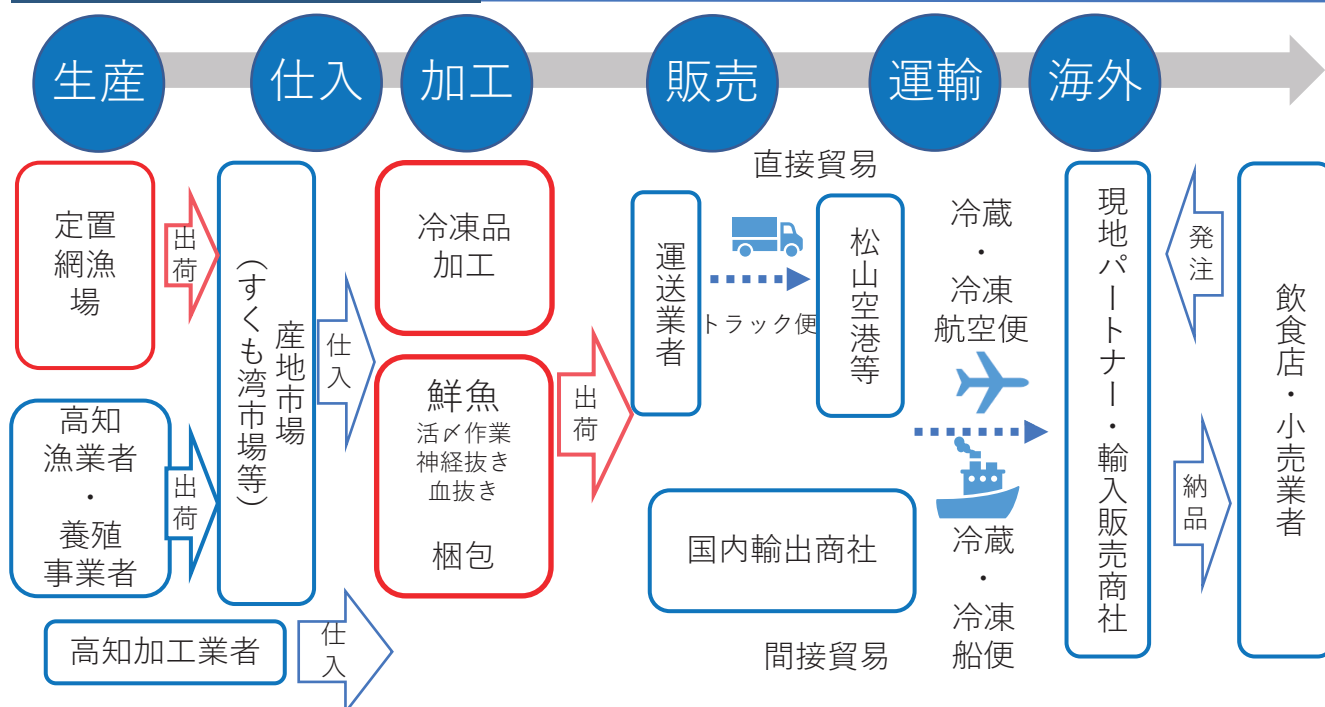 生産
仕入
加工
販売
運輸
海外
定置
網漁
場
出荷
高知
漁業者
・
養殖
事業者
出荷
産地市場
(すくも湾市場等)
高知加工業者
仕入
仕入
冷凍品
加工
鮮魚
活〆作業
神経抜き
血抜き
梱包
出荷
直接貿易
運送業者
トラック便
松山空港等
国内輸出商社
間接貿易
冷蔵
・
冷凍
航空便
冷蔵
・
冷凍
船便
現地パートナー・輸入販売商社
発注
納品
飲食店・小売業者